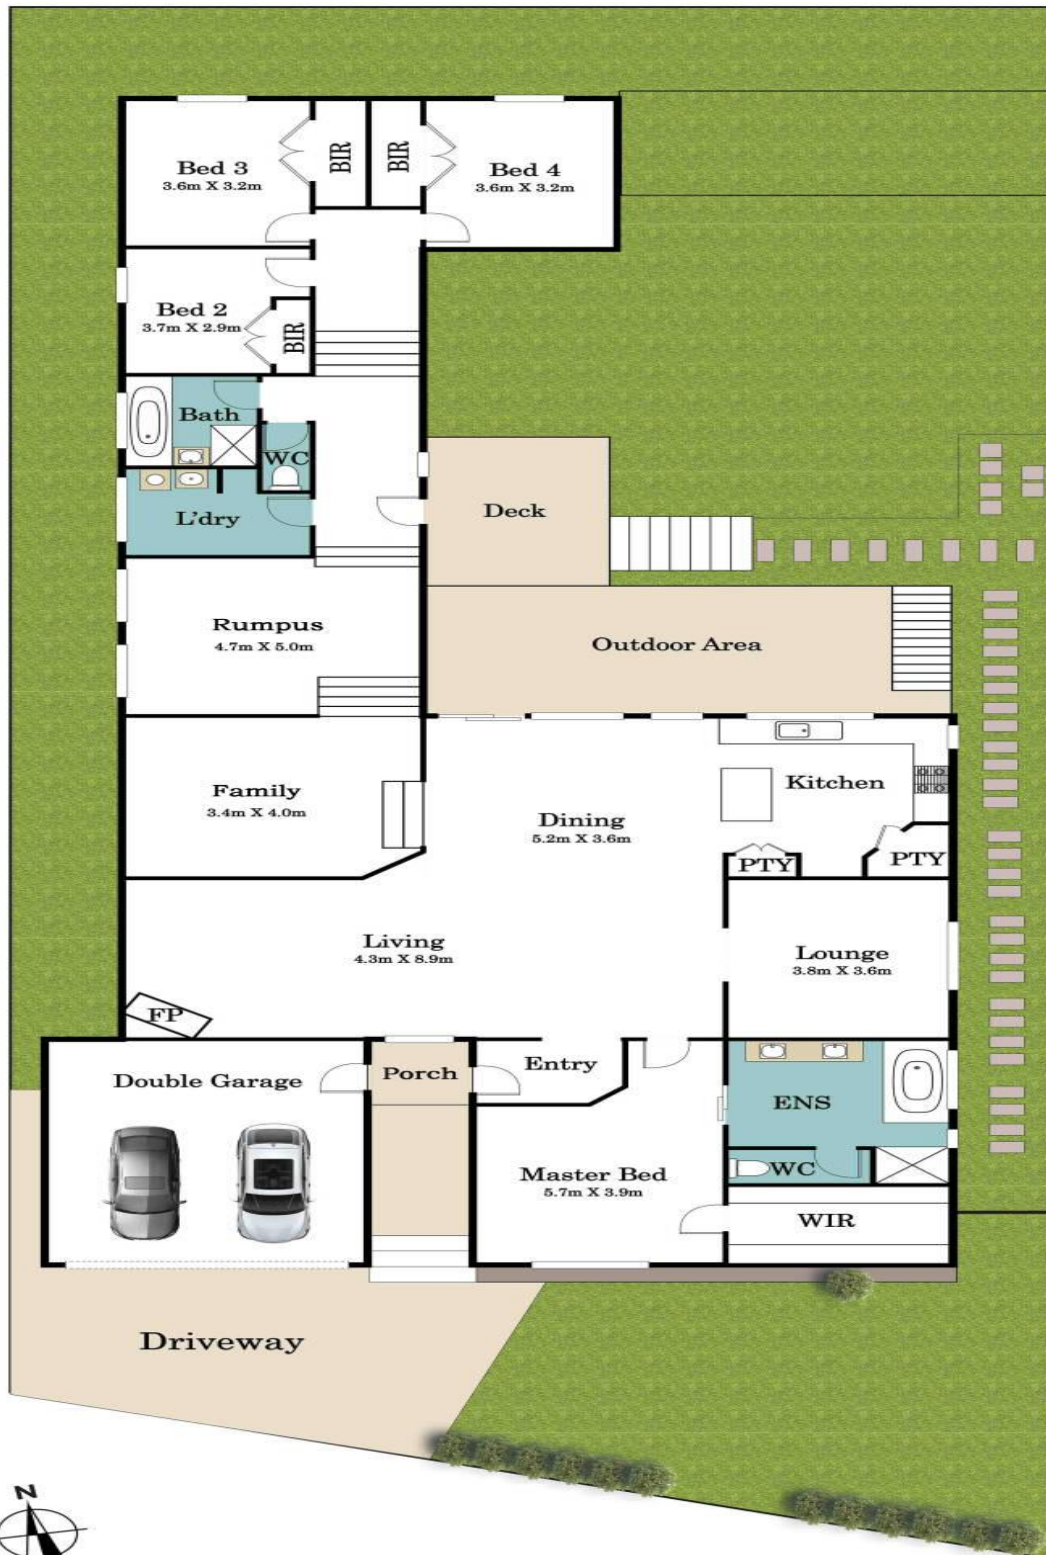 Bed 3
3.6m X 3.2m
BIR
BIR
Bed 4
3.6m X 3.2m
Bed 2
3.7m X 2.9m
BIR
Bath
WC
L'dry
Deck
Rumpus
4.7m X 5.0m
Outdoor Area
Family
3.4m X 4.0m
Kitchen
Dining
5.2m X 3.6m
PTY
PTY
Living
4.3m X 8.9m
Lounge
3.8m X 3.6m
FP
Double Garage
Porch
Entry
ENS
Master Bed
5.7m X 3.9m
WC
WIR
Driveway
N